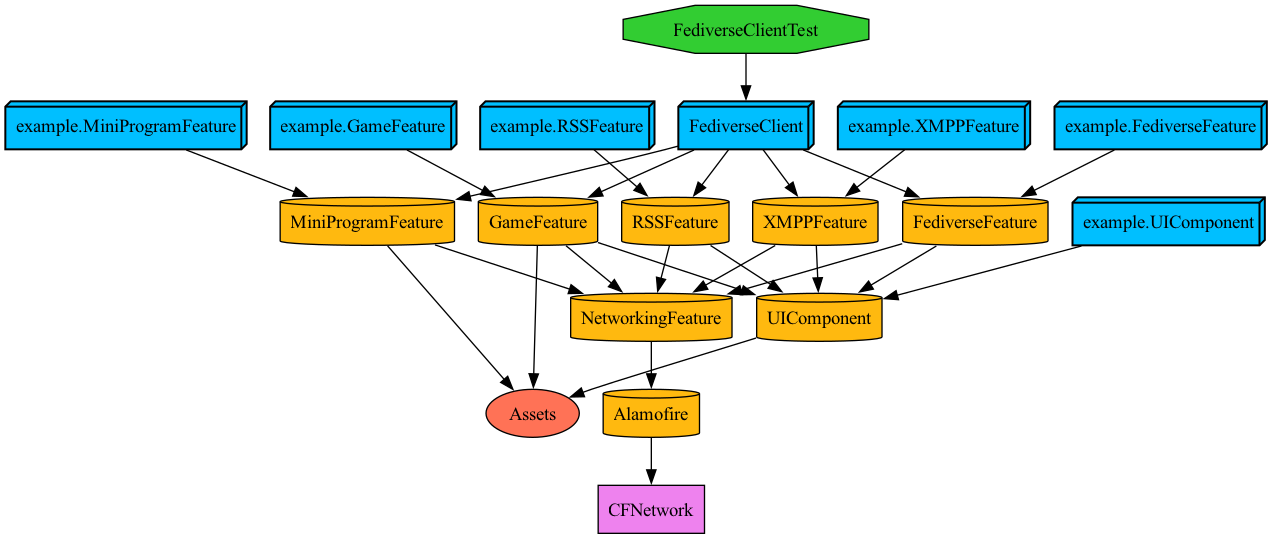 FediverseClientTest
example.MiniProgramFeature
example.GameFeature
example.RSSFeature
FediverseClient
example.XMPPFeature
example.FediverseFeature
MiniProgramFeature
GameFeature
RSSFeature
XMPPFeature
FediverseFeature
example.UIComponent
NetworkingFeature
UIComponent
Assets
Alamofire
CFNetwork